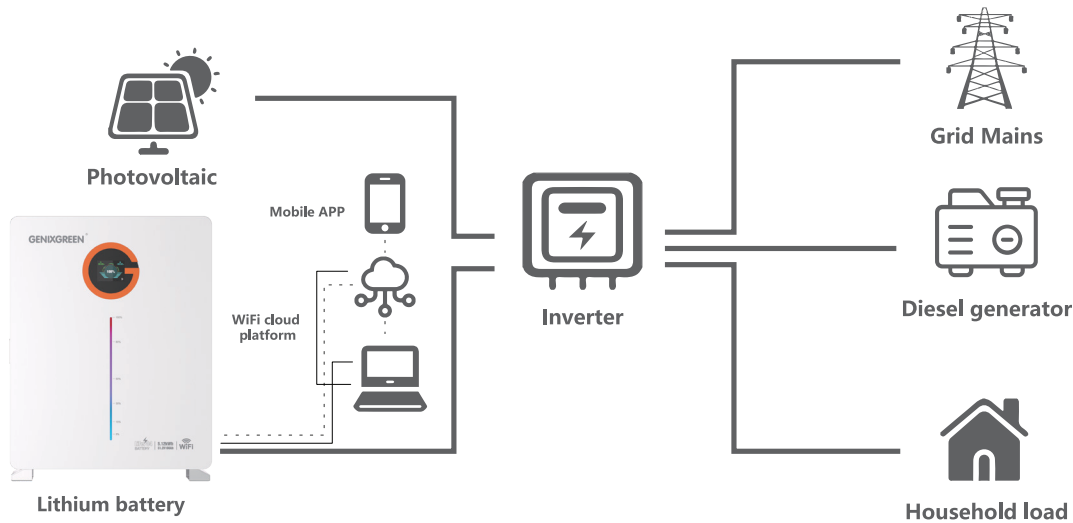 Grid Mains
Photovoltaic
Mobile APP
GENIXGREEN
Diesel generator
WiFi cloud
platform
Inverter
WiFi
Lithium battery
Household load